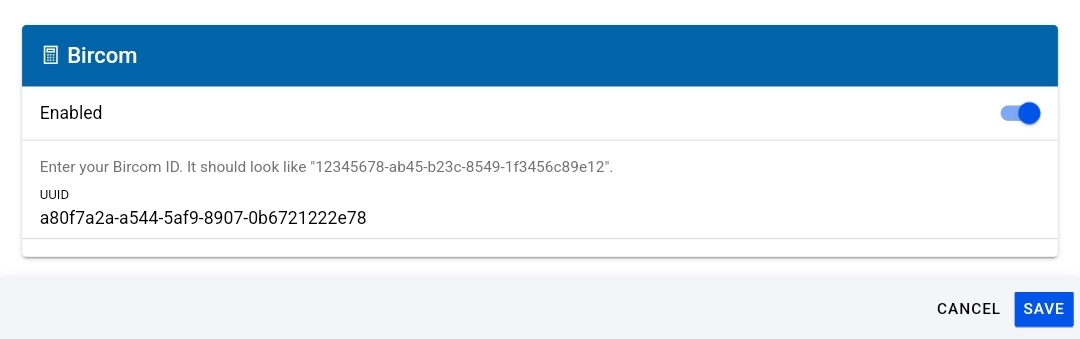 Bircom
Enabled
Enter your Bircom ID. It should look like "12345678-ab45-b23c-8549-1f3456c89e12".
UUID
a80f7a2a-a544-5af9-8907-0b6721222e78
CANCEL SAVE